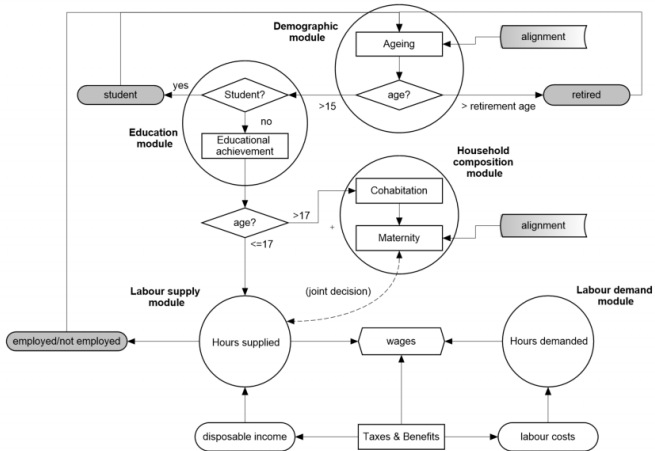 Demographic
module
Ageing
alignment
student
yes
Student?
age?
retired
>15
> retirement age
no
Education
module
Educational
achievement
Household
composition
module
Cohabitation
>17
age?
+
Maternity
alignment
<=17
Labour supply
module
(joint decision)
Labour demand
module
employed/not employed
Hours supplied
wages
Hours demanded
disposable income
Taxes & Benefits
labour costs